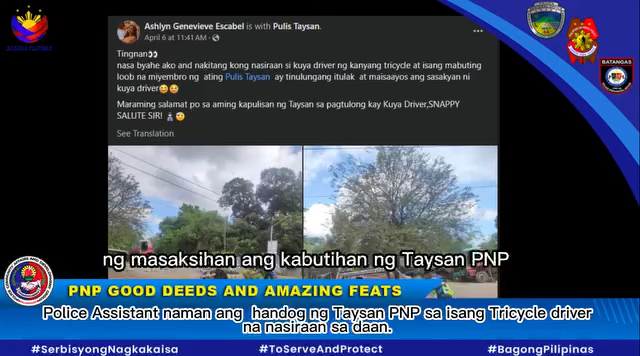 BAGONG PILIPINAS
Ashlyn Genevieve Escabel is with Pulis Taysan.
April 6 at 11:41 AM
Tingnan👀
nasa byahe ako and nakitang kong nasiraan si kuya driver ng kanyang tricycle at isang mabuting
loob na miyembro ng ating Pulis Taysan ay tinulungang itulak at maisaayos ang sasakyan ni
kuya driver
Maraming salamat po sa aming kapulisan ng Taysan sa pagtulong kay Kuya Driver,SNAPPY
SALUTE SIR!
See Translation
BATANGAS
ng masaksihan ang kabutihan ng Taysan PNP
PNP GOOD DEEDS AND AMAZING FEATS
Police Assistant naman ang handog ng Taysan PNP sa isang Tricycle driver
na nasiraan sa daan.
#SerbisyongNagkakaisa #ToServeAndProtect #BagongPilipinas